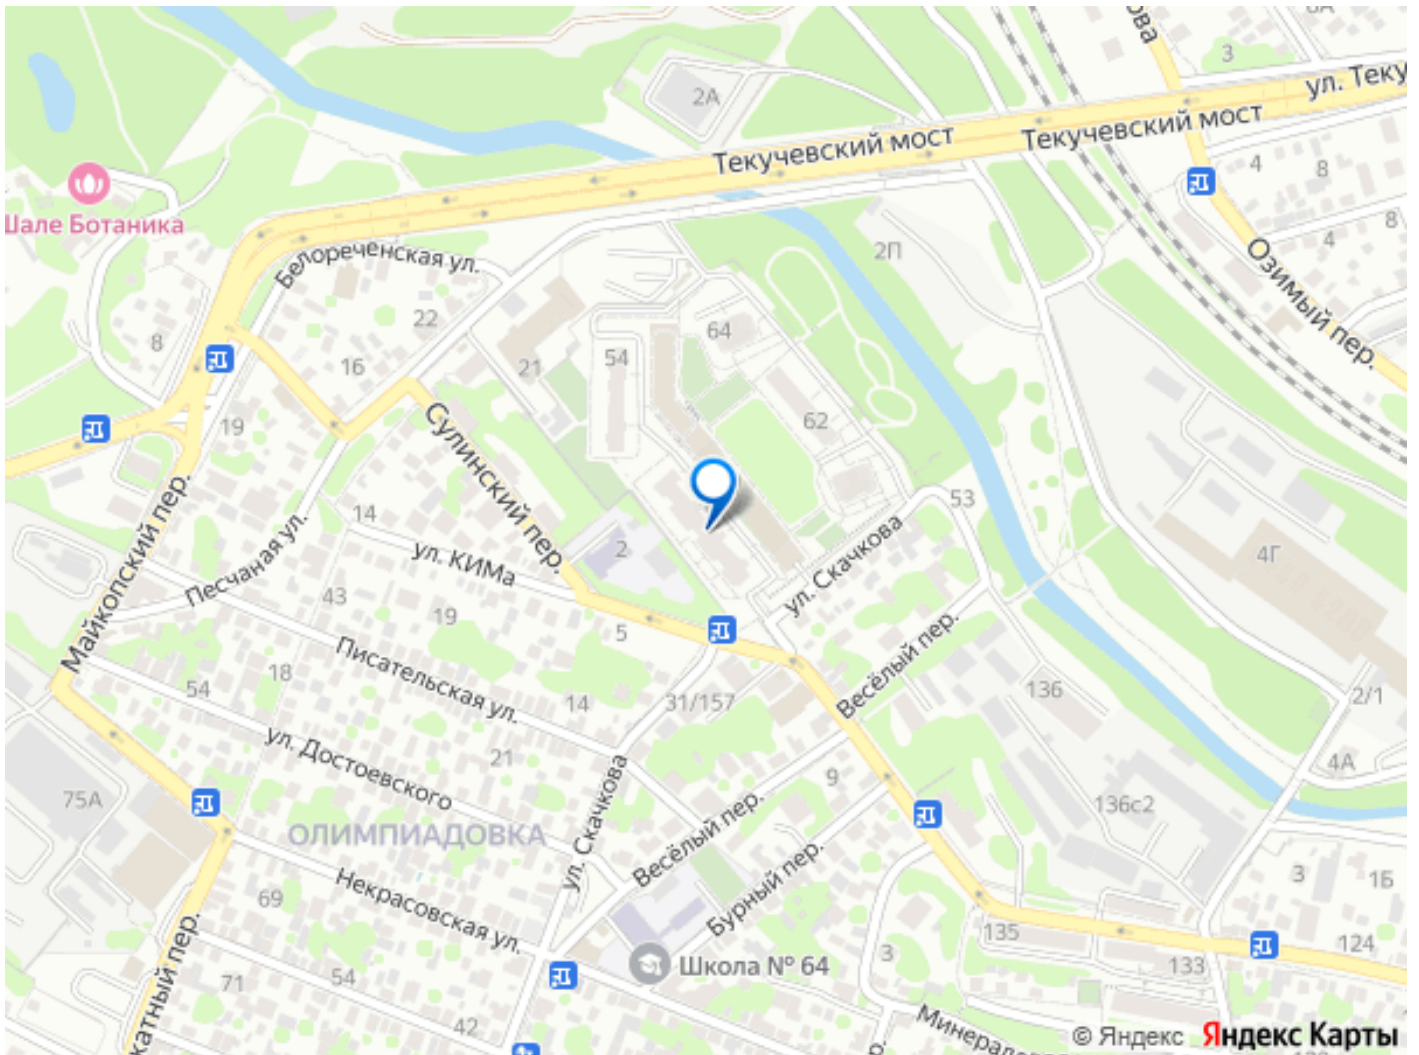 2А
3
ул. Теку
Текучевский мост
Текучевский мост
4
8
Шале Ботаника
Белореченская ул.
2П
4
8
Озимый пер.
22
64
8
16
54
21
19
Сулинский пер.
62
Майкопский пер.
14
53
Песчаная ул.
ул. КИМа
2
ул. Скачкова
4Г
43
19
5
Весёлый пер.
Писательская ул.
18
54
14
31/157
136
2/1
ул. Достоевского
21
4А
75А
9
136с2
ул. Скачкова
ОЛИМПИАДОВКА
Весёлый пер.
Бурный пер.
3
1Б
69
Некрасовская ул.
135
124
Школа № 64
3
133
71
54
42
© Яндекс
Яндекс Карты